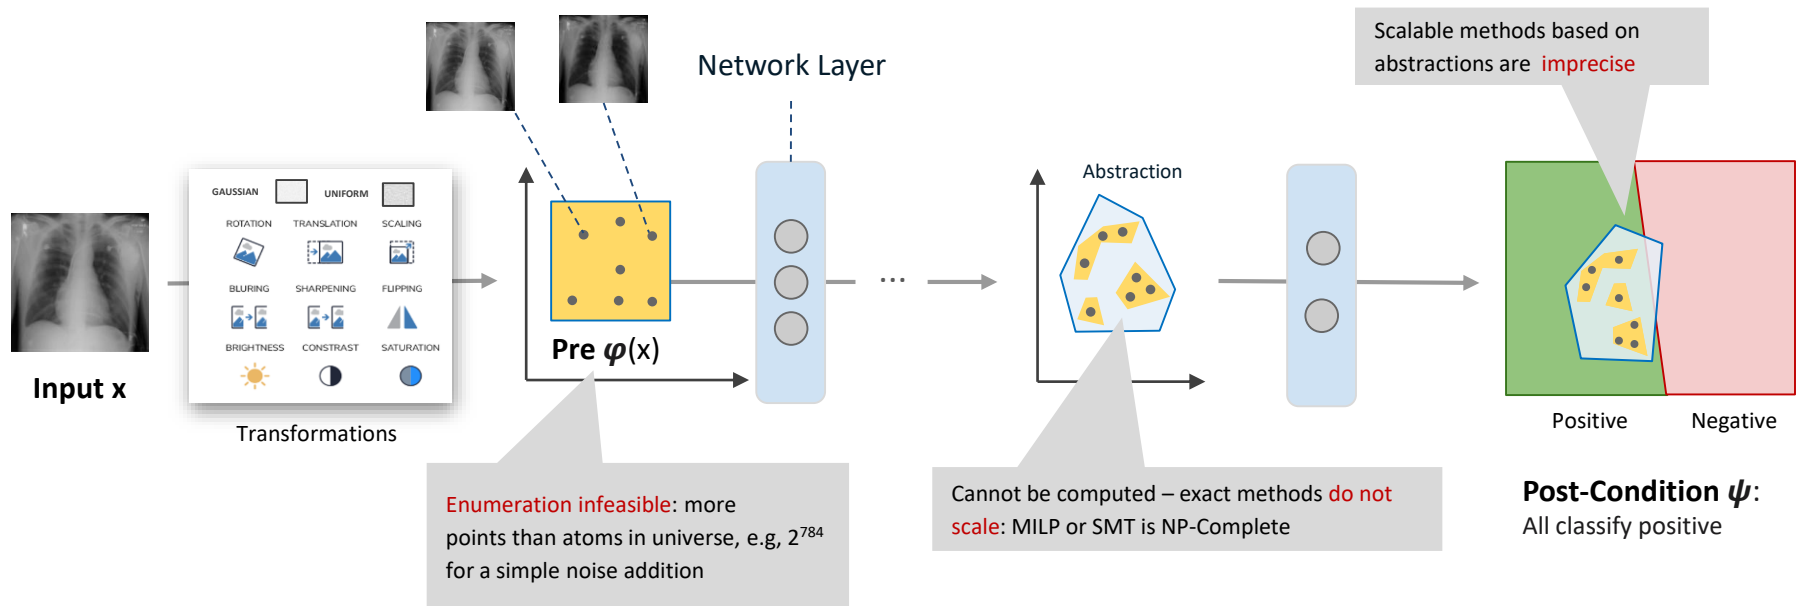 Input x
GAUSSIAN
UNIFORM
ROTATION
TRANSLATION
SCALING
BLURING
SHARPENING
FLIPPING
BRIGHTNESS
CONSTRAST
SATURATION
Transformations
Network Layer
Pre φ(x)
Enumeration infeasible: more
points than atoms in universe, e.g, 2^784
for a simple noise addition
...
Abstraction
Cannot be computed – exact methods do not
scale: MILP or SMT is NP-Complete
Scalable methods based on
abstractions are imprecise
Positive
Negative
Post-Condition ψ:
All classify positive